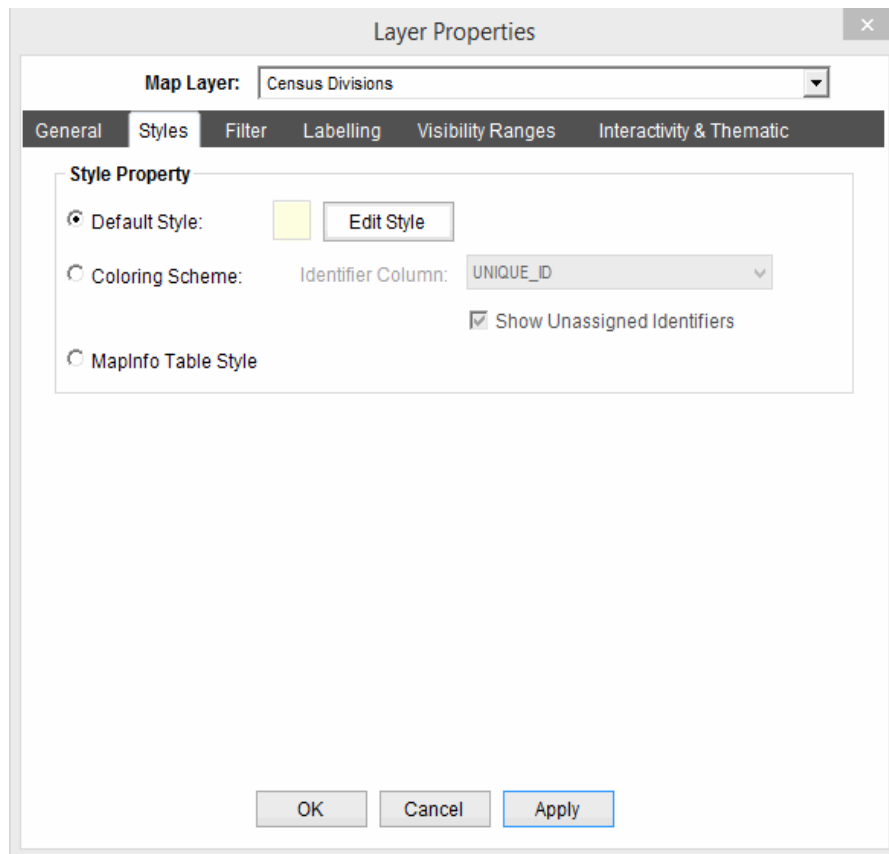 Layer Properties
Map Layer: Census Divisions
General Styles Filter Labelling Visibility Ranges Interactivity & Thematic
Style Property
Default Style: Edit Style
Coloring Scheme: Identifier Column: UNIQUE_ID
Show Unassigned Identifiers
MapInfo Table Style
OK Cancel Apply